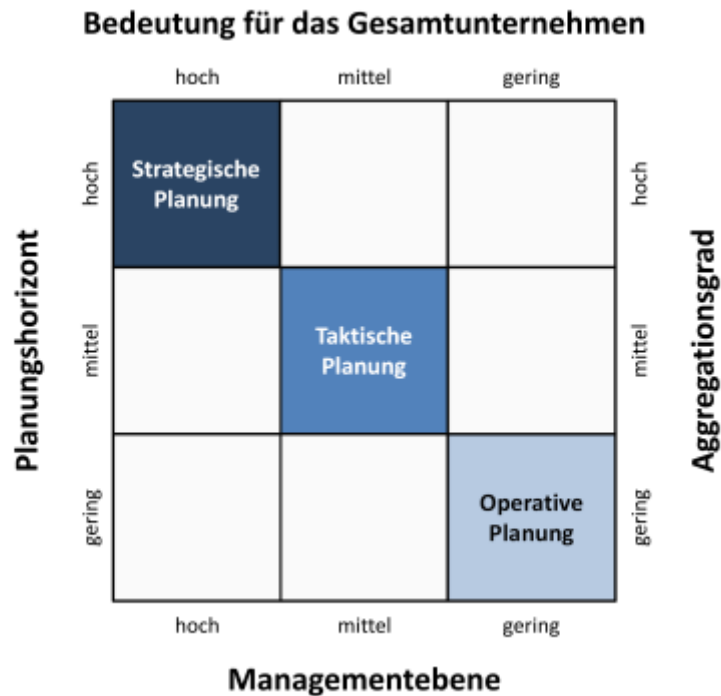 Bedeutung für das Gesamtunternehmen
hoch mittel gering
Planungshorizont
hoch
mittel
gering
Strategische
Planung
Taktische
Planung
Operative
Planung
hoch
mittel
gering
Aggregationsgrad
hoch mittel gering
Managementebene